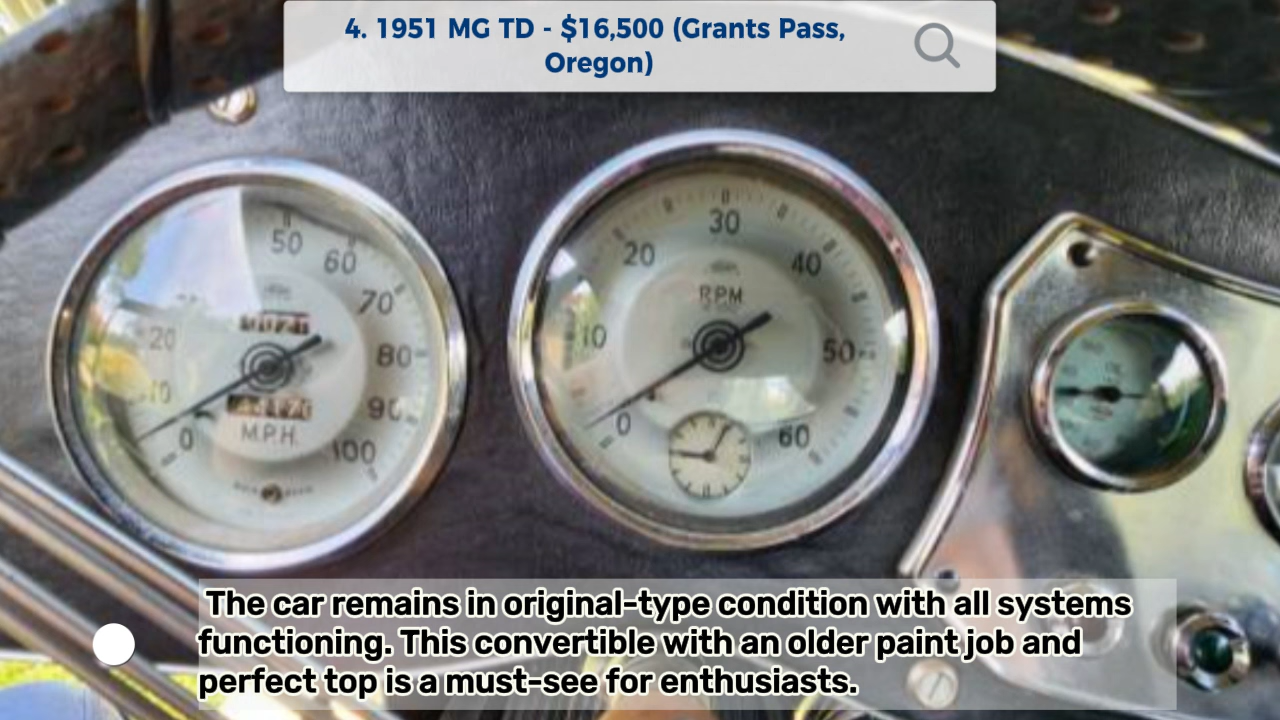 4. 1951 MG TD - $16,500 (Grants Pass,
Oregon)
50
60
70
80
90
100
20
10
0
M.P.H.
30
20
40
R.P.M.
10
50
0
60
The car remains in original-type condition with all systems
functioning. This convertible with an older paint job and
perfect top is a must-see for enthusiasts.